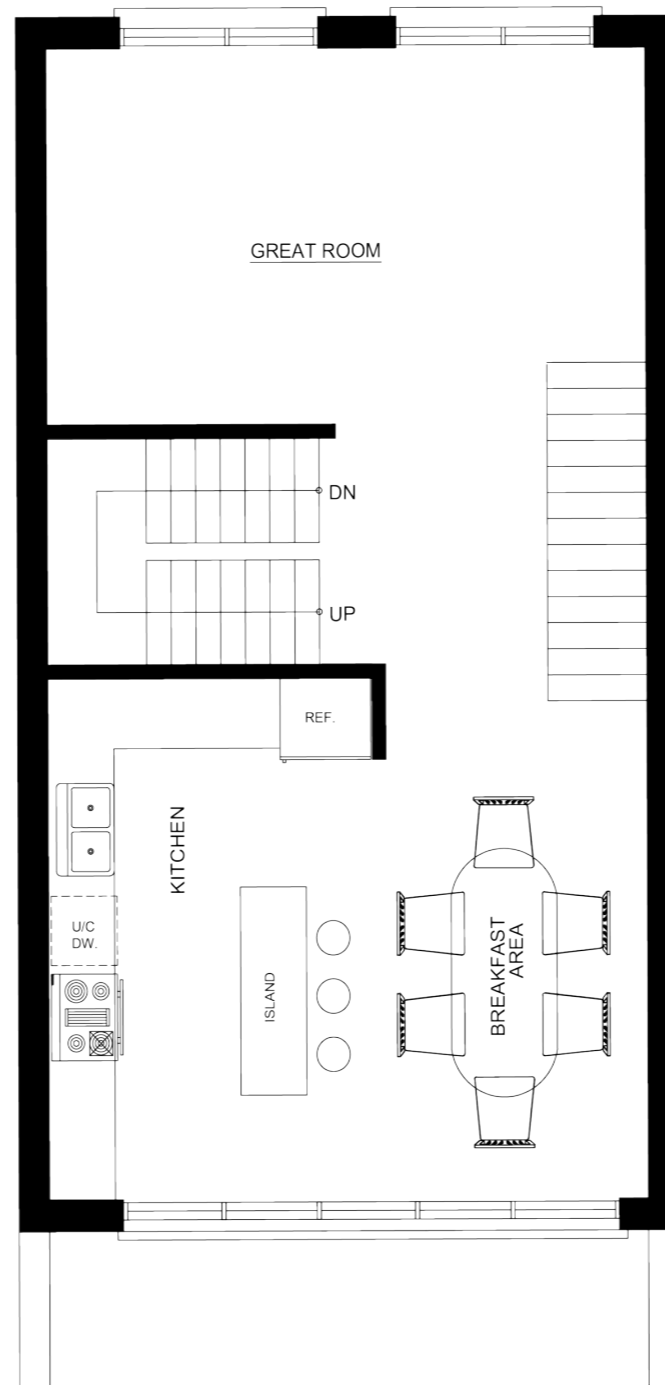 GREAT ROOM
DN
UP
REF.
KITCHEN
U/C
DW.
ISLAND
BREAKFAST
AREA